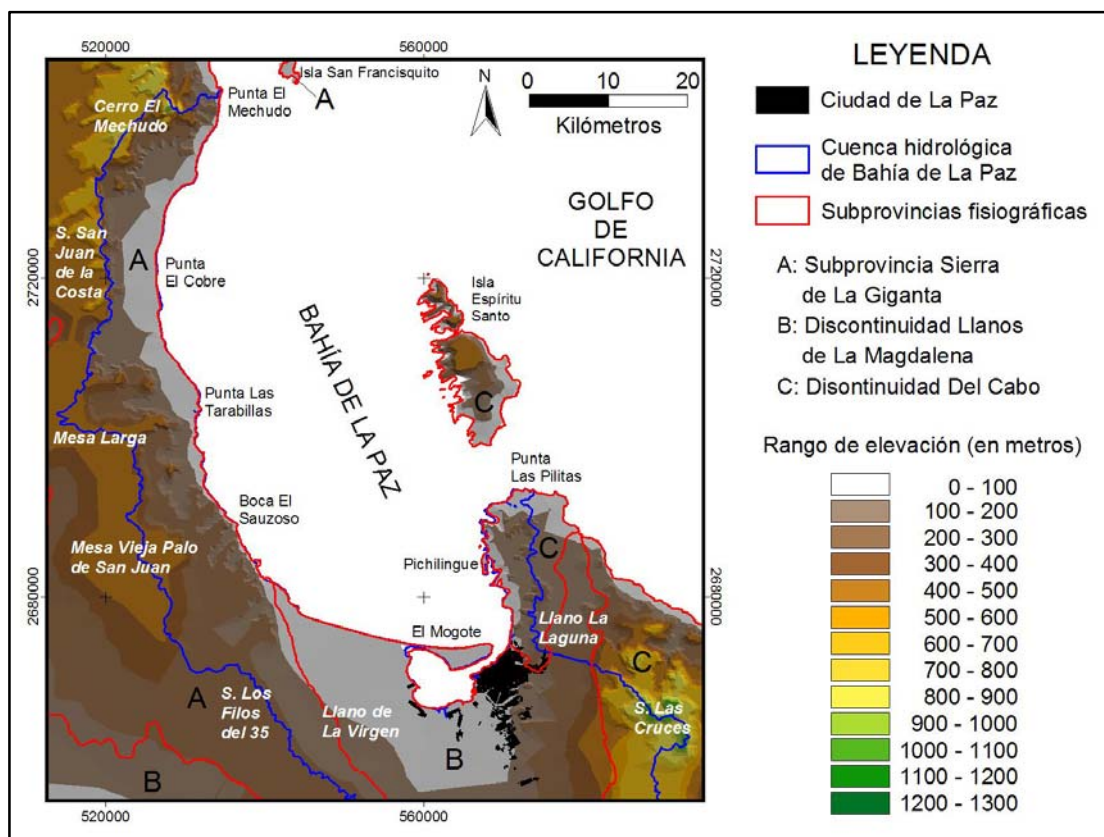 520000
560000
Isla San Francisquito
A
Punta El
Mechudo
Cerro El
Mechudo
N
0 10 20
Kilómetros
GOLFO
DE
CALIFORNIA
2720000
2720000
S. San
Juan
de la
Costa
A
Punta
El Cobre
Isla
Espíritu
Santo
C
BAHÍA DE LA PAZ
Punta Las
Tarabillas
Mesa Larga
Punta
Las Pilitas
Boca El
Sauzoso
Mesa Vieja Palo
de San Juan
C
Pichilingue
2680000
2680000
El Mogote
Llano La
Laguna
C
A
S. Los
Filos
del 35
Llano de
La Vírgen
S. Las
Cruces
B
B
520000
560000
LEYENDA
Ciudad de La Paz
Cuenca hidrológica
de Bahía de La Paz
Subprovincias fisiográficas
A: Subprovincia Sierra
de La Giganta
B: Discontinuidad Llanos
de La Magdalena
C: Disontinuidad Del Cabo
Rango de elevación (en metros)
0 - 100
100 - 200
200 - 300
300 - 400
400 - 500
500 - 600
600 - 700
700 - 800
800 - 900
900 - 1000
1000 - 1100
1100 - 1200
1200 - 1300